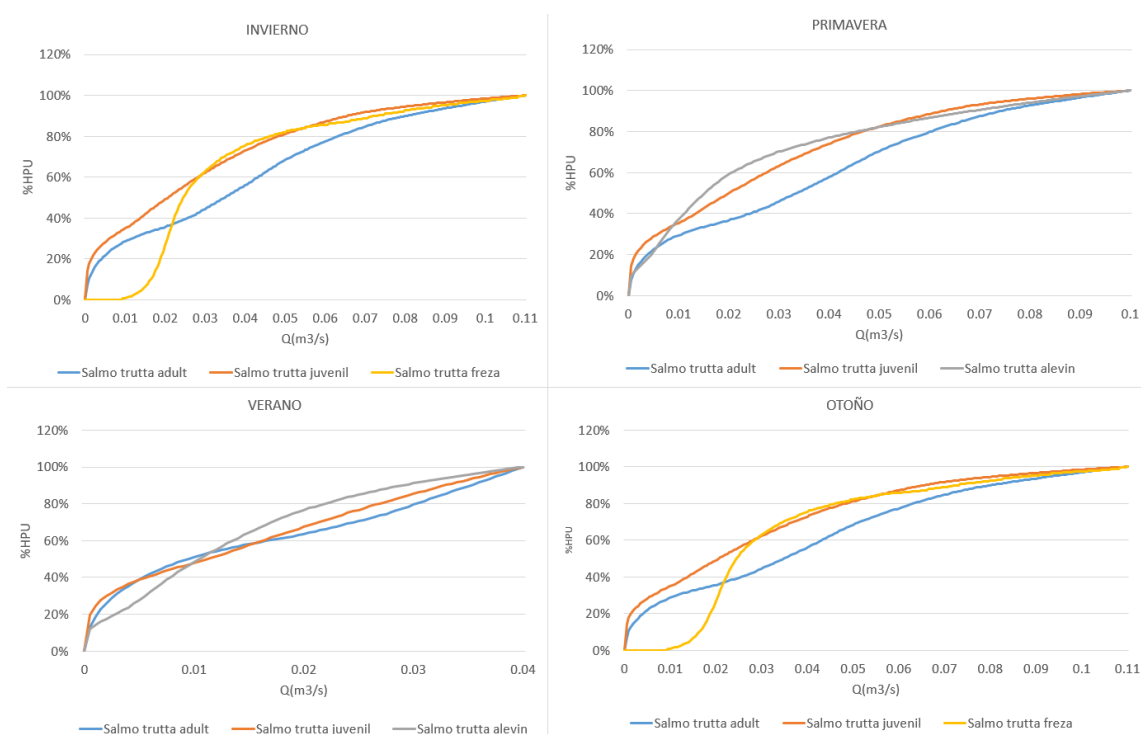 INVIERNO
120%
100%
80%
60%
40%
20%
0%
%HPU
0 0.01 0.02 0.03 0.04 0.05 0.06 0.07 0.08 0.09 0.1 0.11
Q(m3/s)
Salmo trutta adult Salmo trutta juvenil Salmo trutta freza
PRIMAVERA
120%
100%
80%
60%
40%
20%
0%
%HPU
0 0.01 0.02 0.03 0.04 0.05 0.06 0.07 0.08 0.09 0.1
Q(m3/s)
Salmo trutta adult Salmo trutta juvenil Salmo trutta alevin
VERANO
120%
100%
80%
60%
40%
20%
0%
%HPU
0 0.01 0.02 0.03 0.04
Q(m3/s)
Salmo trutta adult Salmo trutta juvenil Salmo trutta alevin
OTOÑO
120%
100%
80%
60%
40%
20%
0%
%HPU
0 0.01 0.02 0.03 0.04 0.05 0.06 0.07 0.08 0.09 0.1 0.11
Q(m3/s)
Salmo trutta adult Salmo trutta juvenil Salmo trutta freza